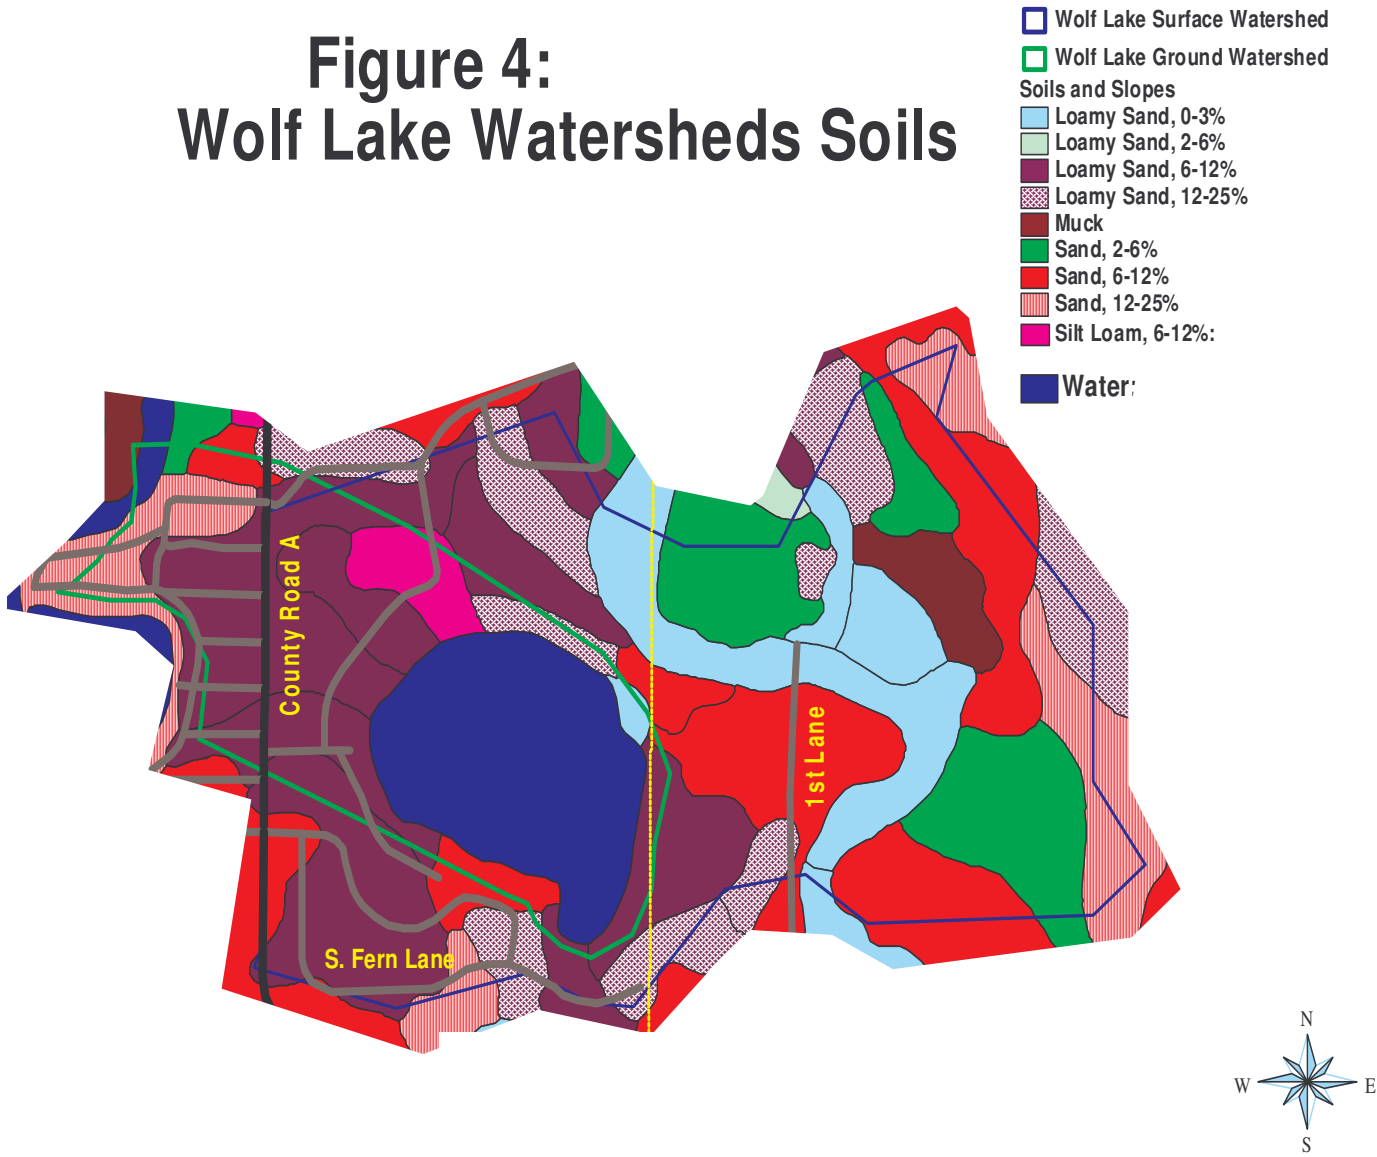 Figure 4:
Wolf Lake Watersheds Soils
Wolf Lake Surface Watershed
Wolf Lake Ground Watershed
Soils and Slopes
Loamy Sand, 0-3%
Loamy Sand, 2-6%
Loamy Sand, 6-12%
Loamy Sand, 12-25%
Muck
Sand, 2-6%
Sand, 6-12%
Sand, 12-25%
Silt Loam, 6-12%:
Water:
County Road A
1st Lane
S. Fern Lane
N
W E
S